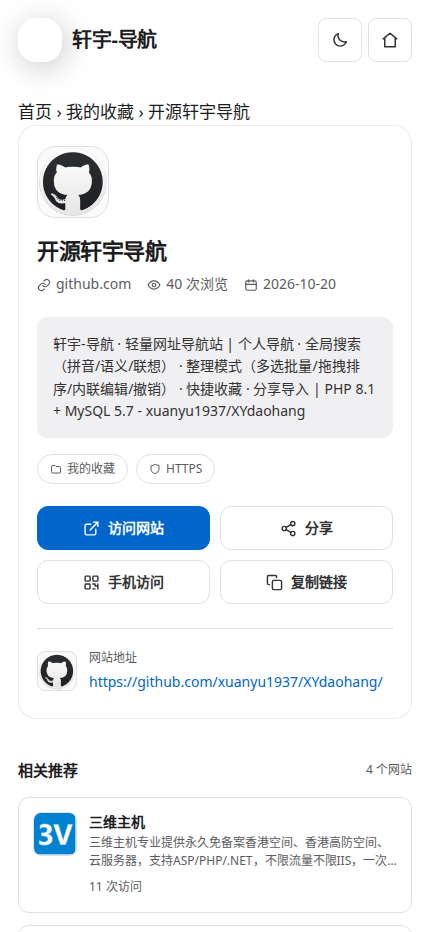 轩宇-导航
首页 › 我的收藏 › 开源轩宇导航
开源轩宇导航
github.com 40 次浏览 2026-10-20
轩宇-导航 · 轻量网址导航站 | 个人导航 · 全局搜索
（拼音/语义/联想） · 整理模式（多选批量/拖拽排
序/内联编辑/撤销） · 快捷收藏 · 分享导入 | PHP 8.1
+ MySQL 5.7 - xuanyu1937/XYdaohang
我的收藏 HTTPS
访问网站 分享
手机访问 复制链接
网站地址
https://github.com/xuanyu1937/XYdaohang/
相关推荐 4 个网站
3V
三维主机
三维主机专业提供永久免备案香港空间、香港高防空间、
云服务器，支持ASP/PHP/.NET，不限流量不限IIS，一次...
11 次访问